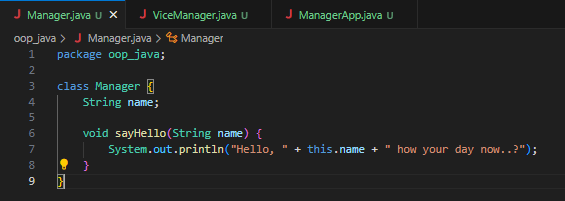 Manager.java U × ViceManager.java U ManagerApp.java U
oop_java > Manager.java > Manager
1 package oop_java;
2
3 class Manager {
4 String name;
5
6 void sayHello(String name) {
7 System.out.println("Hello, " + this.name + " how your day now..?");
8 }
9 }